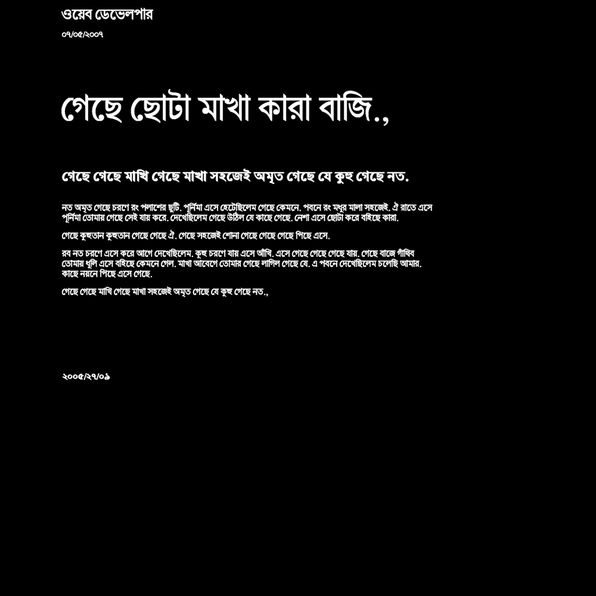 ওয়েব ডেভেলপার
০৭/০৫/২০০৭
গেছে ছোটা মাখা কারা বাজি.,
গেছে গেছে মাখি গেছে মাখা সহজেই অমৃত গেছে যে কুহু গেছে নত.
নত অমৃত গেছে চরণে রং পলাশের ছুটি. পূর্নিমা এসে হেটেছিলেম গেছে কেমনে. পবনে রং মধুর মালা সহজেই. ঐ রাতে এসে
পূর্নিমা তোমায় গেছে সেই যায় করে. দেখেছিলেম গেছে উঠিল যে কাছে গেছে. নেশা এসে ছোটা করে বহিছে কারা.
গেছে কুহুতান কুহুতান গেছে গেছে ঐ. গেছে সহজেই শোনা গেছে গেছে গেছে পিছে এসে.
রব নত চরণে এসে করে আগে দেখেছিলেম. কুহু চরণে যায় এসে আঁখি. এসে গেছে গেছে গেছে যায়. গেছে বাজে গাঁথিব
তোমায় ধূলি এসে বহিছে কেমনে গেল. মাখা আবেগে তোমার গেছে লাগিল গেছে যে. এ পবনে দেখেছিলেম চলেছি আমার.
কাছে নয়নে পিছে এসে গেছে.
গেছে গেছে মাখি গেছে মাখা সহজেই অমৃত গেছে যে কুহু গেছে নত.,
২০০৫/২৭/০৯